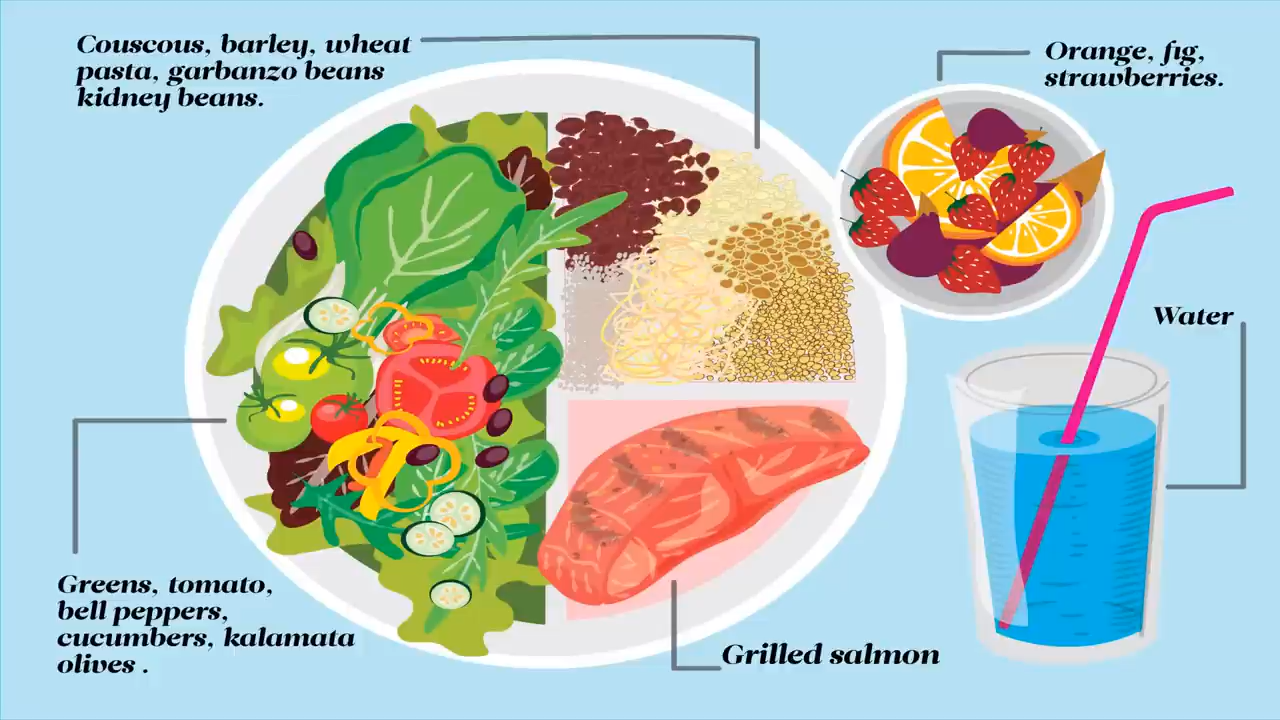 Couscous, barley, wheat
pasta, garbanzo beans
kidney beans.
Orange, fig,
strawberries.
Water
Greens, tomato,
bell peppers,
cucumbers, kalamata
olives .
Grilled salmon